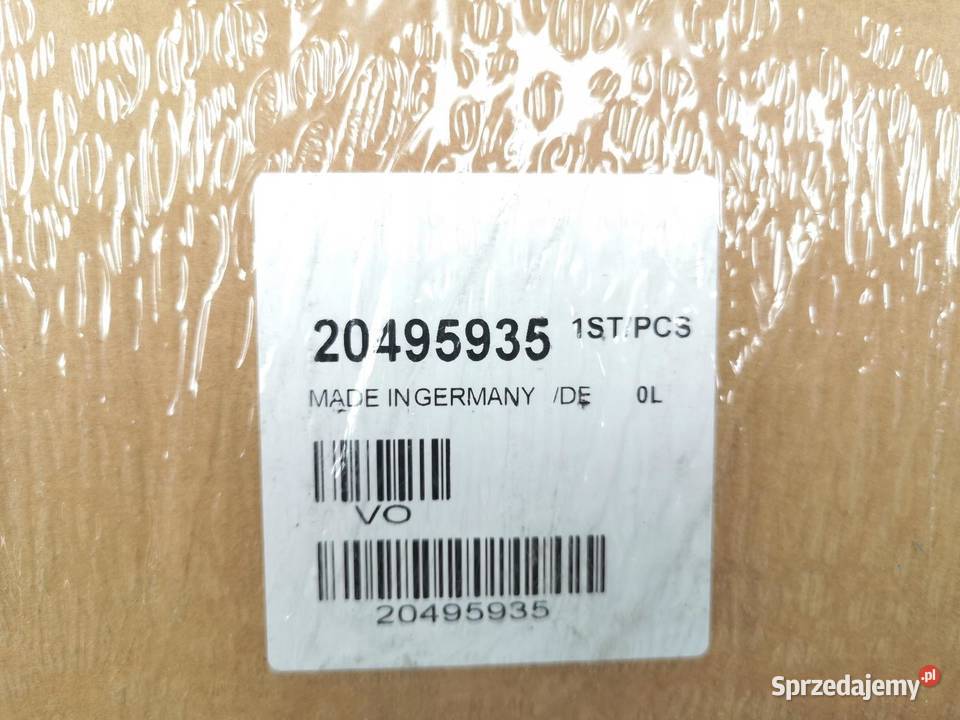 20495935 1ST/PCS
MADE IN GERMANY /DE 0L
VO
20495935
Sprzedajemy.pl